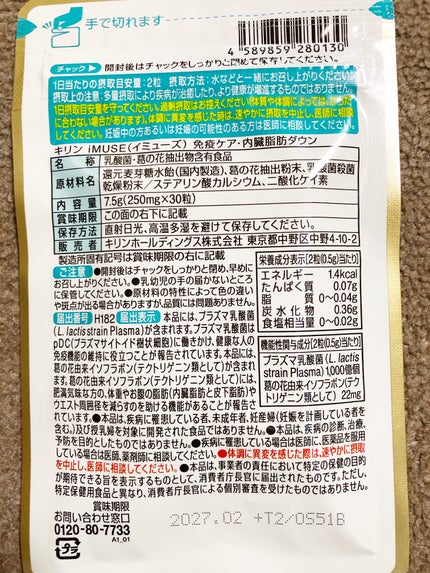 手で切れます
4 589859 280130
チャック ▶ 開封後はチャックをしっかりと閉めて保存してください。
1日当たりの摂取目安量:2粒 摂取方法:水などと一緒にお召し上がりください。
摂取上の注意:多量摂取により疾病が治癒したり、より健康が増進するものではありません。
1日摂取目安量を守ってください。過剰摂取はお控えください(体質や体調によっては、
に合わない場合が)。体調に異変を感じた際は、速やかに摂取を中止し、医師に相談
してください。妊娠中の方あるいは妊娠の可能性のある方は医師に相談してください。
キリン iMUSE(イミューズ) 免疫ケア・内臓脂肪ダウン
名 称 乳酸菌・葛の花抽出物含有食品
原材料名 還元麦芽糖水飴(国内製造)、葛の花抽出粉末、乳酸菌殺菌
乾燥粉末/ステアリン酸カルシウム、二酸化ケイ素
内容量 7.5g(250mg×30粒)
賞味期限 この面の右下に記載
保存方法 直射日光、高温多湿を避けて保存してください。
販売者 キリンホールディングス株式会社 東京都中野区中野4-10-2
製造所固有記号は賞味期限の右に記載
ご注意 ●開封後はチャックをしっかりと閉め、早めに
お召し上がりください。●乳幼児の手の届かないところ
に保管してください。●原材料の特性によって色の違い
や斑点が出る場合がありますが、品質には問題ありません。
栄養成分表示[2粒(0.5g)当たり]
エネルギー 1.4kcal
たんぱく質 0.07g
脂質 0〜0.04g
炭水化物 0.36g
食塩相当量 0〜0.02g
機能性関与成分[2粒(0.5g)当たり]
プラズマ乳酸菌(L. lactis
strain Plasma) 1,000億個
葛の花由来イソフラボン(テク
トリゲニン類として) 22mg
届出番号 H182 届出表示 本品には、プラズマ乳酸菌
(L. lactis strain Plasma)が含まれます。プラズマ乳酸菌は
pDC(プラズマサイトイド樹状細胞)に働きかけ、健康な人の
免疫機能の維持に役立つことが報告されています。本品には、
葛の花由来イソフラボン(テクトリゲニン類として)が含まれま
す。葛の花由来イソフラボン(テクトリゲニン類として)には、
肥満気味な方の、体重やお腹の脂肪(内臓脂肪と皮下脂肪)や
ウエスト周囲径を減らすのを助ける機能があることが報告さ
れています。●本品は、疾病に罹患している者、未成年者、妊産婦(妊娠を計画している者を
含む。)及び授乳婦を対象に開発された食品ではありません。●本品は、疾病の診断、治療、
予防を目的としたものではありません。●疾病に罹患している場合は医師に、医薬品を服用
している場合は医師、薬剤師に相談してください。●体調に異変を感じた際は、速やかに摂取
を中止し、医師に相談してください。●本品は、事業者の責任において特定の保健の目的
が期待できる旨を表示するものとして、消費者庁長官に届出されたものです。ただし、
特定保健用食品と異なり、消費者庁長官による個別審査を受けたものではありません。
お問い合わせ窓口
0120-80-7733
A1_01
賞味期限
2027.02 +T2/OS51B
プラ